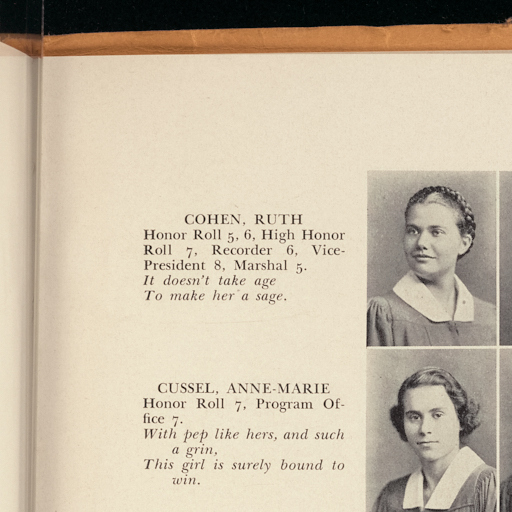 COHEN, RUTH
Honor Roll 5, 6, High Honor
Roll 7, Recorder 6, Vice-
President 8, Marshal 5.
It doesn't take age
To make her a sage.
CUSSEL, ANNE-MARIE
Honor Roll 7, Program Of-
fice 7.
With pep like hers, and such
a grin,
This girl is surely bound to
win.